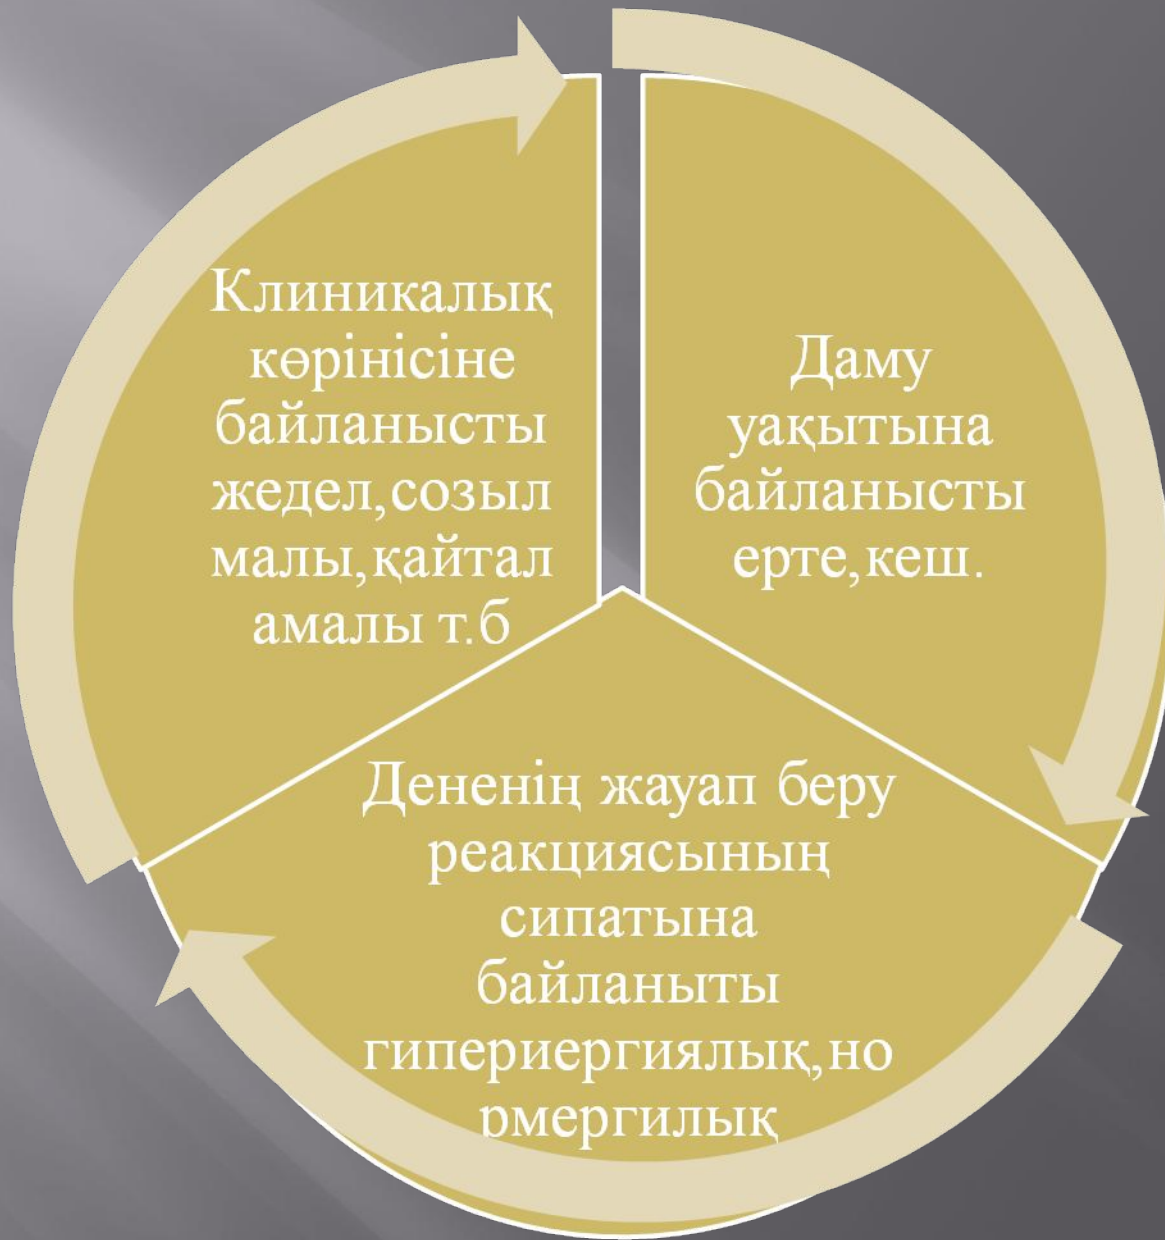 Клиникалық
көрінісіне
байланысты
жедел,созыл
малы,қайтал
амалы т.б
Даму
уақытына
байланысты
ерте,кеш.
Дененің жауап беру
реакциясының
сипатына
байланыты
гипериергиялық,но
рмергилық